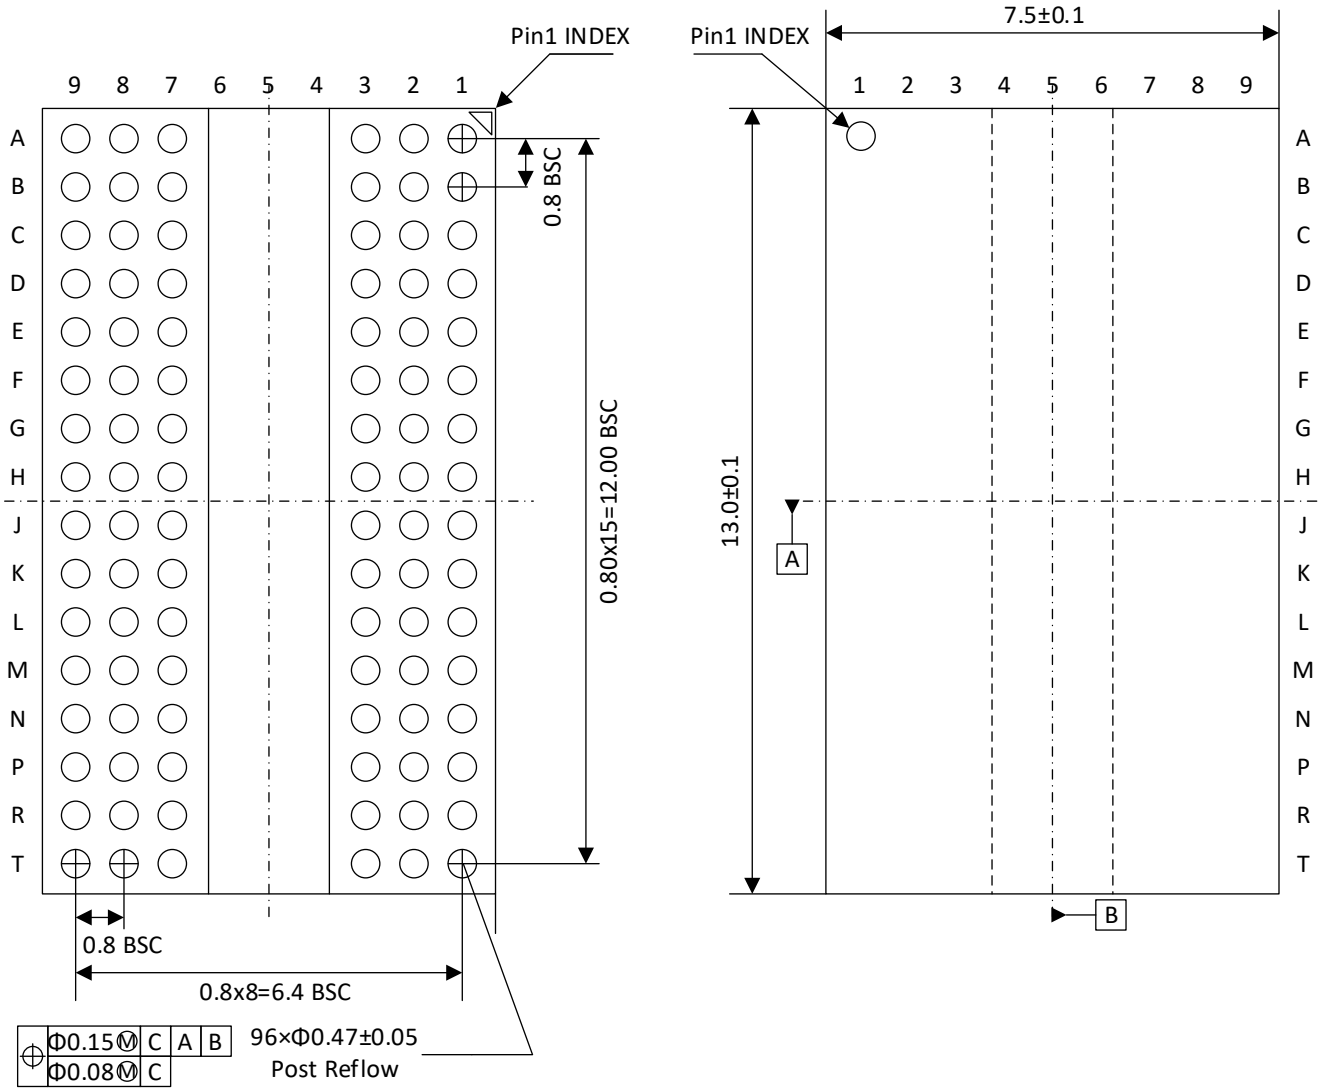 Pin1 INDEX
Pin1 INDEX
7.5±0.1
9 8 7 6 5 4 3 2 1
1 2 3 4 5 6 7 8 9
A
B
C
D
E
F
G
H
J
K
L
M
N
P
R
T
0.8 BSC
0.80x15=12.00 BSC
13.0±0.1
A
A
B
C
D
E
F
G
H
J
K
L
M
N
P
R
T
B
0.8 BSC
0.8x8=6.4 BSC
Φ0.15Ⓜ C A B
Φ0.08Ⓜ C
96×Φ0.47±0.05
Post Reflow